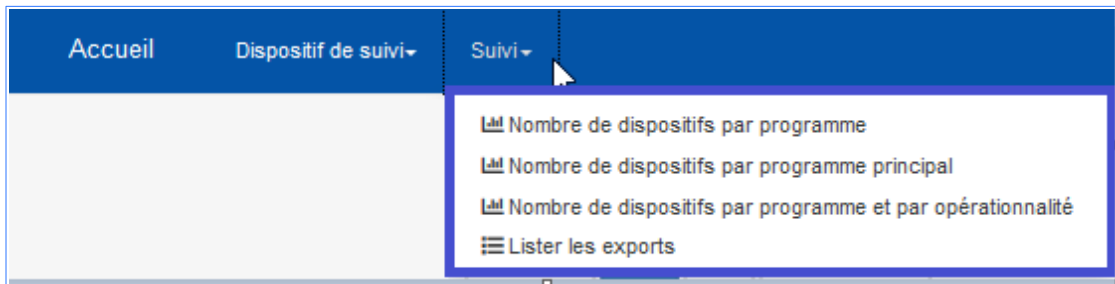 Accueil Dispositif de suivi Suivi
Nombre de dispositifs par programme
Nombre de dispositifs par programme principal
Nombre de dispositifs par programme et par opérationnalité
Lister les exports